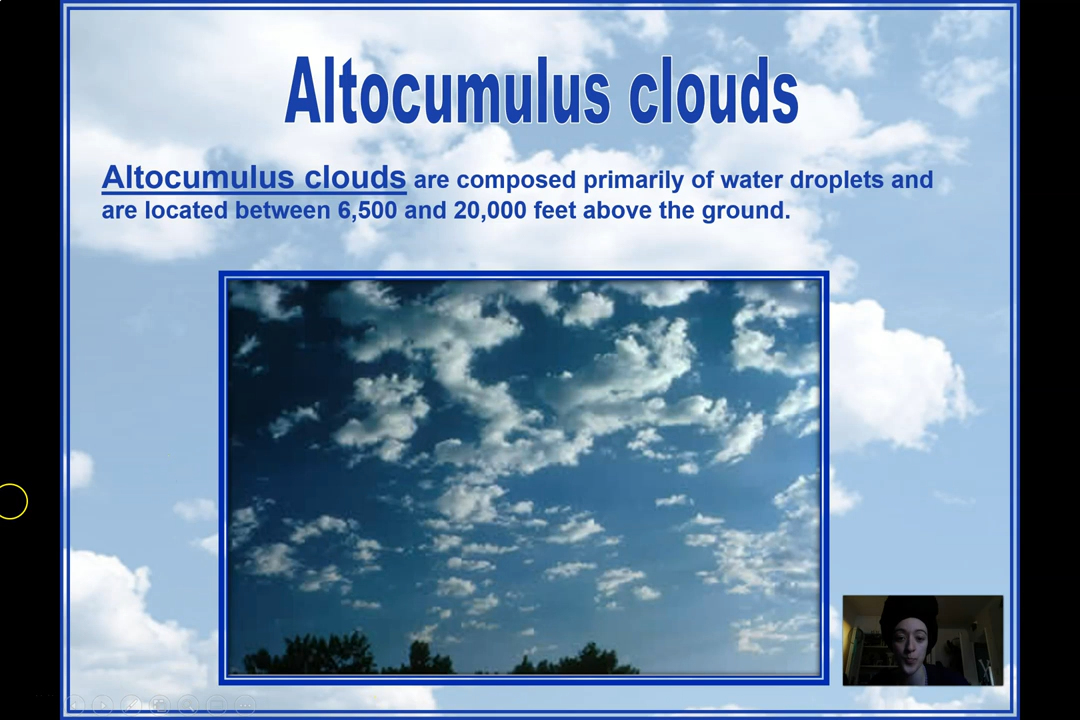 Altocumulus clouds
Altocumulus clouds are composed primarily of water droplets and
are located between 6,500 and 20,000 feet above the ground.